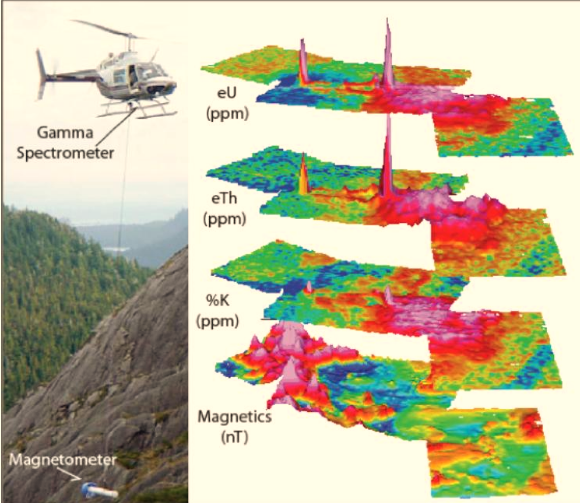 Gamma
Spectrometer
Magnetometer
eU
(ppm)
eTh
(ppm)
%K
(ppm)
Magnetics
(nT)